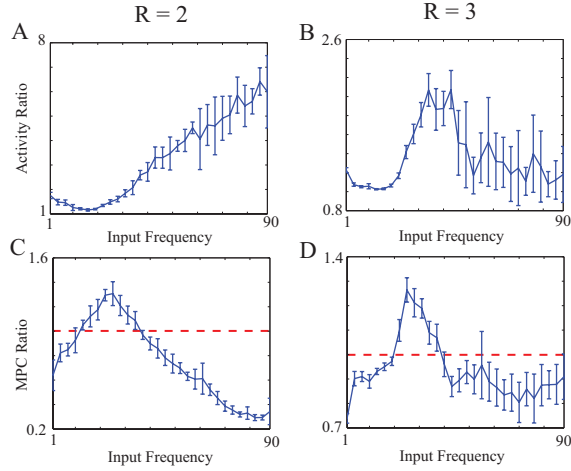 R = 2
R = 3
A
8
Activity Ratio
1
1
90
Input Frequency
B
2.6
0.8
1
90
Input Frequency
C
1.6
MPC Ratio
0.2
1
90
Input Frequency
D
1.4
0.7
1
90
Input Frequency